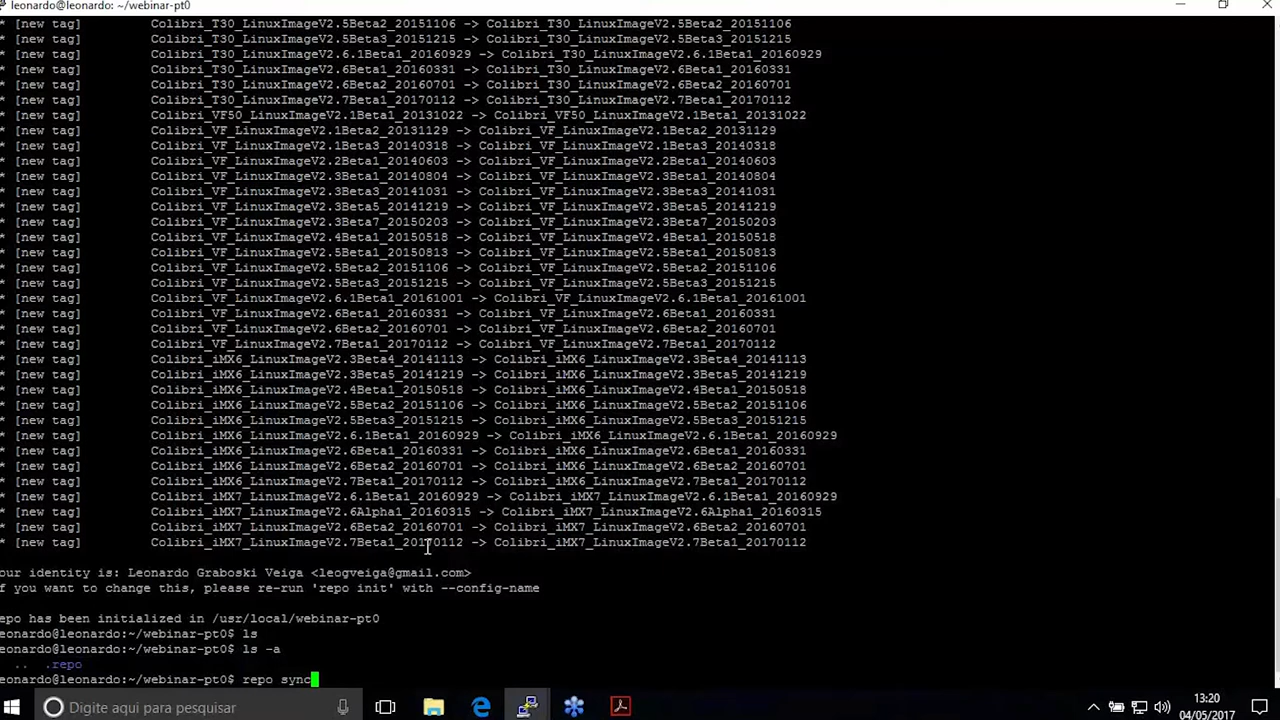 leonardo@leonardo: ~/webinar-pt0
* [new tag] Colibri_T30_LinuxImageV2.5Beta2_20151106 -> Colibri_T30_LinuxImageV2.5Beta2_20151106
* [new tag] Colibri_T30_LinuxImageV2.5Beta3_20151215 -> Colibri_T30_LinuxImageV2.5Beta3_20151215
* [new tag] Colibri_T30_LinuxImageV2.6.1Beta1_20160929 -> Colibri_T30_LinuxImageV2.6.1Beta1_20160929
* [new tag] Colibri_T30_LinuxImageV2.6Beta1_20160331 -> Colibri_T30_LinuxImageV2.6Beta1_20160331
* [new tag] Colibri_T30_LinuxImageV2.6Beta2_20160701 -> Colibri_T30_LinuxImageV2.6Beta2_20160701
* [new tag] Colibri_T30_LinuxImageV2.7Beta1_20170112 -> Colibri_T30_LinuxImageV2.7Beta1_20170112
* [new tag] Colibri_VF50_LinuxImageV2.1Beta1_20131022 -> Colibri_VF50_LinuxImageV2.1Beta1_20131022
* [new tag] Colibri_VF_LinuxImageV2.1Beta2_20131129 -> Colibri_VF_LinuxImageV2.1Beta2_20131129
* [new tag] Colibri_VF_LinuxImageV2.1Beta3_20140318 -> Colibri_VF_LinuxImageV2.1Beta3_20140318
* [new tag] Colibri_VF_LinuxImageV2.2Beta1_20140603 -> Colibri_VF_LinuxImageV2.2Beta1_20140603
* [new tag] Colibri_VF_LinuxImageV2.3Beta1_20140804 -> Colibri_VF_LinuxImageV2.3Beta1_20140804
* [new tag] Colibri_VF_LinuxImageV2.3Beta3_20141031 -> Colibri_VF_LinuxImageV2.3Beta3_20141031
* [new tag] Colibri_VF_LinuxImageV2.3Beta5_20141219 -> Colibri_VF_LinuxImageV2.3Beta5_20141219
* [new tag] Colibri_VF_LinuxImageV2.3Beta7_20150203 -> Colibri_VF_LinuxImageV2.3Beta7_20150203
* [new tag] Colibri_VF_LinuxImageV2.4Beta1_20150518 -> Colibri_VF_LinuxImageV2.4Beta1_20150518
* [new tag] Colibri_VF_LinuxImageV2.5Beta1_20150813 -> Colibri_VF_LinuxImageV2.5Beta1_20150813
* [new tag] Colibri_VF_LinuxImageV2.5Beta2_20151106 -> Colibri_VF_LinuxImageV2.5Beta2_20151106
* [new tag] Colibri_VF_LinuxImageV2.5Beta3_20151215 -> Colibri_VF_LinuxImageV2.5Beta3_20151215
* [new tag] Colibri_VF_LinuxImageV2.6.1Beta1_20161001 -> Colibri_VF_LinuxImageV2.6.1Beta1_20161001
* [new tag] Colibri_VF_LinuxImageV2.6Beta1_20160331 -> Colibri_VF_LinuxImageV2.6Beta1_20160331
* [new tag] Colibri_VF_LinuxImageV2.6Beta2_20160701 -> Colibri_VF_LinuxImageV2.6Beta2_20160701
* [new tag] Colibri_VF_LinuxImageV2.7Beta1_20170112 -> Colibri_VF_LinuxImageV2.7Beta1_20170112
* [new tag] Colibri_iMX6_LinuxImageV2.3Beta4_20141113 -> Colibri_iMX6_LinuxImageV2.3Beta4_20141113
* [new tag] Colibri_iMX6_LinuxImageV2.3Beta5_20141219 -> Colibri_iMX6_LinuxImageV2.3Beta5_20141219
* [new tag] Colibri_iMX6_LinuxImageV2.4Beta1_20150518 -> Colibri_iMX6_LinuxImageV2.4Beta1_20150518
* [new tag] Colibri_iMX6_LinuxImageV2.5Beta2_20151106 -> Colibri_iMX6_LinuxImageV2.5Beta2_20151106
* [new tag] Colibri_iMX6_LinuxImageV2.5Beta3_20151215 -> Colibri_iMX6_LinuxImageV2.5Beta3_20151215
* [new tag] Colibri_iMX6_LinuxImageV2.6.1Beta1_20160929 -> Colibri_iMX6_LinuxImageV2.6.1Beta1_20160929
* [new tag] Colibri_iMX6_LinuxImageV2.6Beta1_20160331 -> Colibri_iMX6_LinuxImageV2.6Beta1_20160331
* [new tag] Colibri_iMX6_LinuxImageV2.6Beta2_20160701 -> Colibri_iMX6_LinuxImageV2.6Beta2_20160701
* [new tag] Colibri_iMX6_LinuxImageV2.7Beta1_20170112 -> Colibri_iMX6_LinuxImageV2.7Beta1_20170112
* [new tag] Colibri_iMX7_LinuxImageV2.6.1Beta1_20160929 -> Colibri_iMX7_LinuxImageV2.6.1Beta1_20160929
* [new tag] Colibri_iMX7_LinuxImageV2.6Alpha1_20160315 -> Colibri_iMX7_LinuxImageV2.6Alpha1_20160315
* [new tag] Colibri_iMX7_LinuxImageV2.6Beta2_20160701 -> Colibri_iMX7_LinuxImageV2.6Beta2_20160701
* [new tag] Colibri_iMX7_LinuxImageV2.7Beta1_20170112 -> Colibri_iMX7_LinuxImageV2.7Beta1_20170112
our identity is: Leonardo Graboski Veiga <leogveiga@gmail.com>
f you want to change this, please re-run 'repo init' with --config-name
epo has been initialized in /usr/local/webinar-pt0
eonardo@leonardo:~/webinar-pt0$ ls
eonardo@leonardo:~/webinar-pt0$ ls -a
.. .repo
eonardo@leonardo:~/webinar-pt0$ repo sync
Digite aqui para pesquisar
13:20
04/05/2017